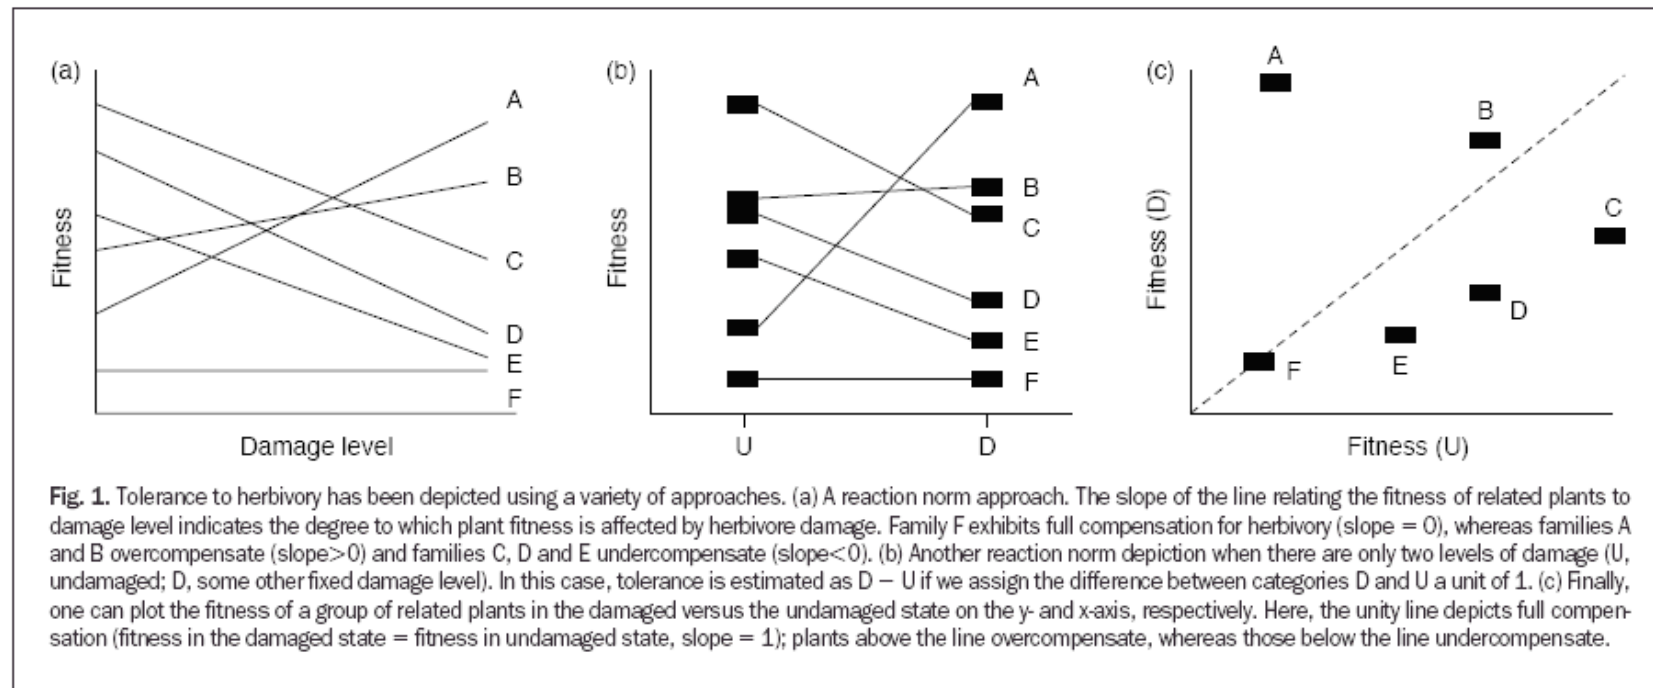 (a)
Fitness
A
B
C
D
E
F
Damage level
(b)
Fitness
A
B
C
D
E
F
U
D
(c)
Fitness (D)
A
B
C
D
E
F
Fitness (U)
Fig. 1. Tolerance to herbivory has been depicted using a variety of approaches. (a) A reaction norm approach. The slope of the line relating the fitness of related plants to
damage level indicates the degree to which plant fitness is affected by herbivore damage. Family F exhibits full compensation for herbivory (slope = 0), whereas families A
and B overcompensate (slope>0) and families C, D and E undercompensate (slope<0). (b) Another reaction norm depiction when there are only two levels of damage (U,
undamaged; D, some other fixed damage level). In this case, tolerance is estimated as D − U if we assign the difference between categories D and U a unit of 1. (c) Finally,
one can plot the fitness of a group of related plants in the damaged versus the undamaged state on the y- and x-axis, respectively. Here, the unity line depicts full compen-
sation (fitness in the damaged state = fitness in undamaged state, slope = 1); plants above the line overcompensate, whereas those below the line undercompensate.